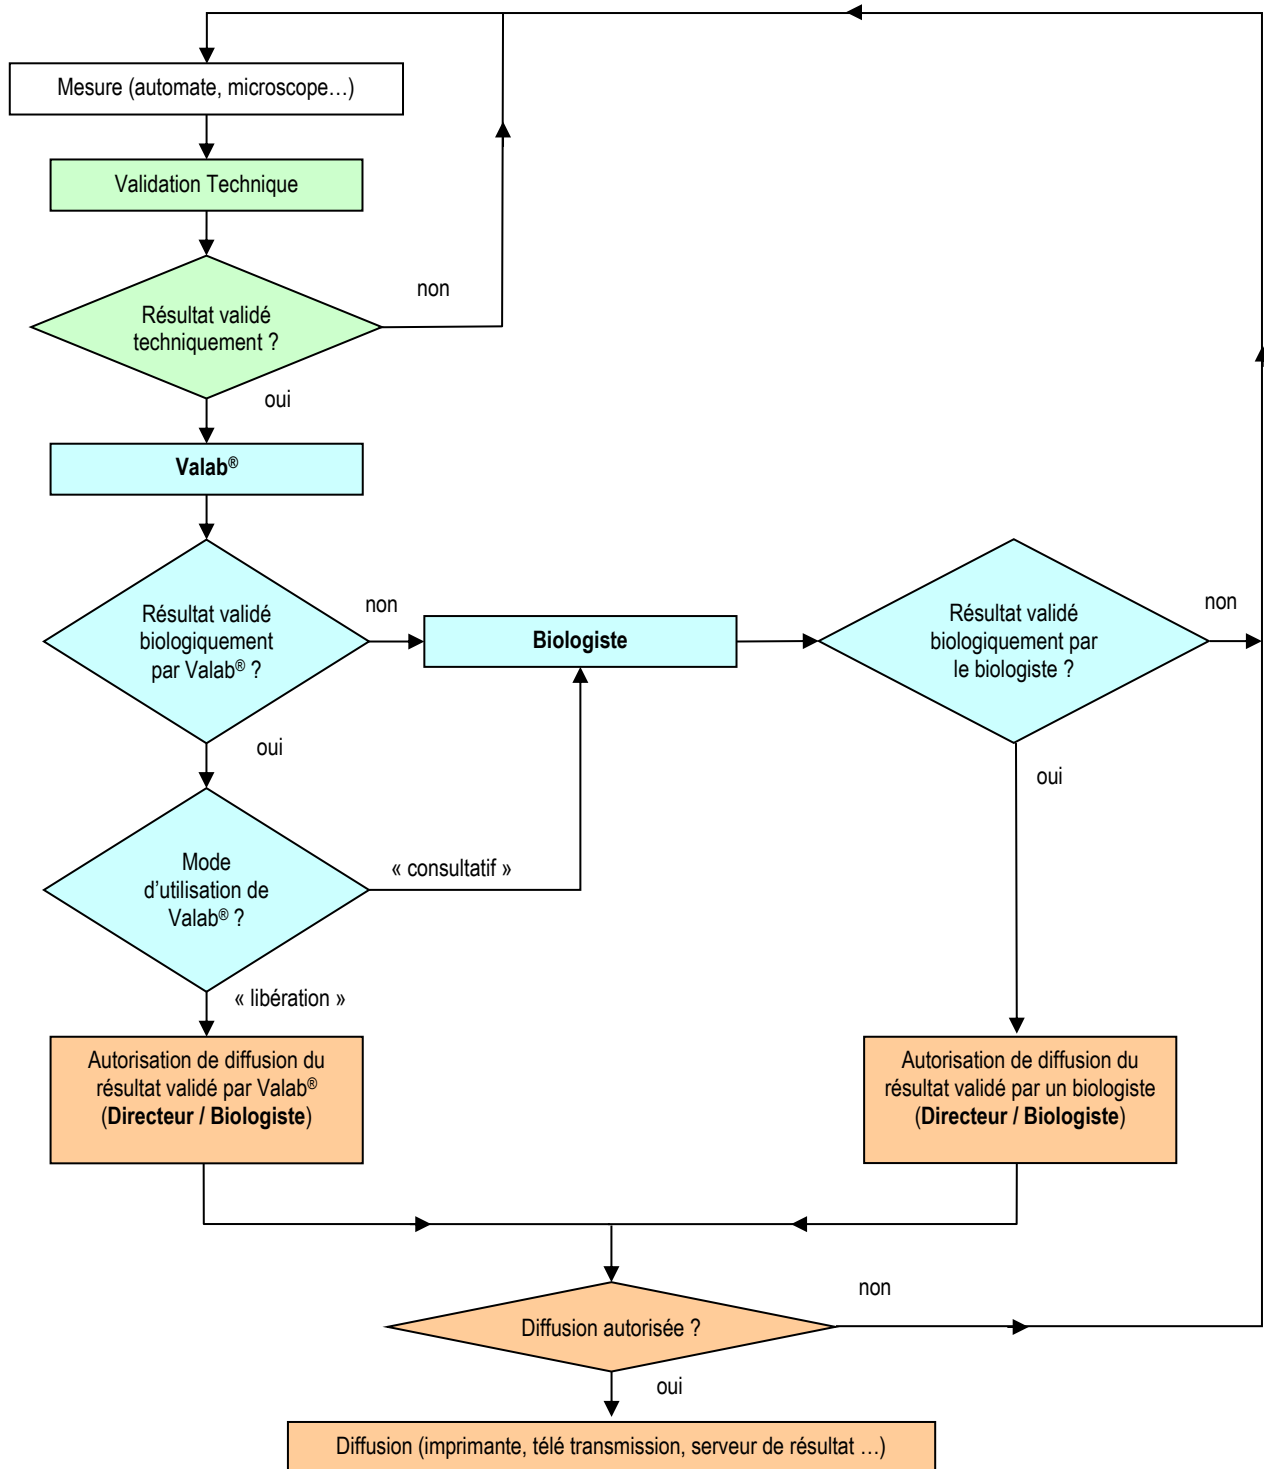 Mesure (automate, microscope…)
Validation Technique
non
Résultat validé
techniquement ?
oui
Valab®
Résultat validé
biologiquement
par Valab® ?
non
Biologiste
Résultat validé
biologiquement par
le biologiste ?
non
oui
oui
Mode
d’utilisation de
Valab® ?
« consultatif »
« libération »
Autorisation de diffusion du
résultat validé par Valab®
(Directeur / Biologiste)
Autorisation de diffusion du
résultat validé par un biologiste
(Directeur / Biologiste)
non
Diffusion autorisée ?
oui
Diffusion (imprimante, télé transmission, serveur de résultat …)